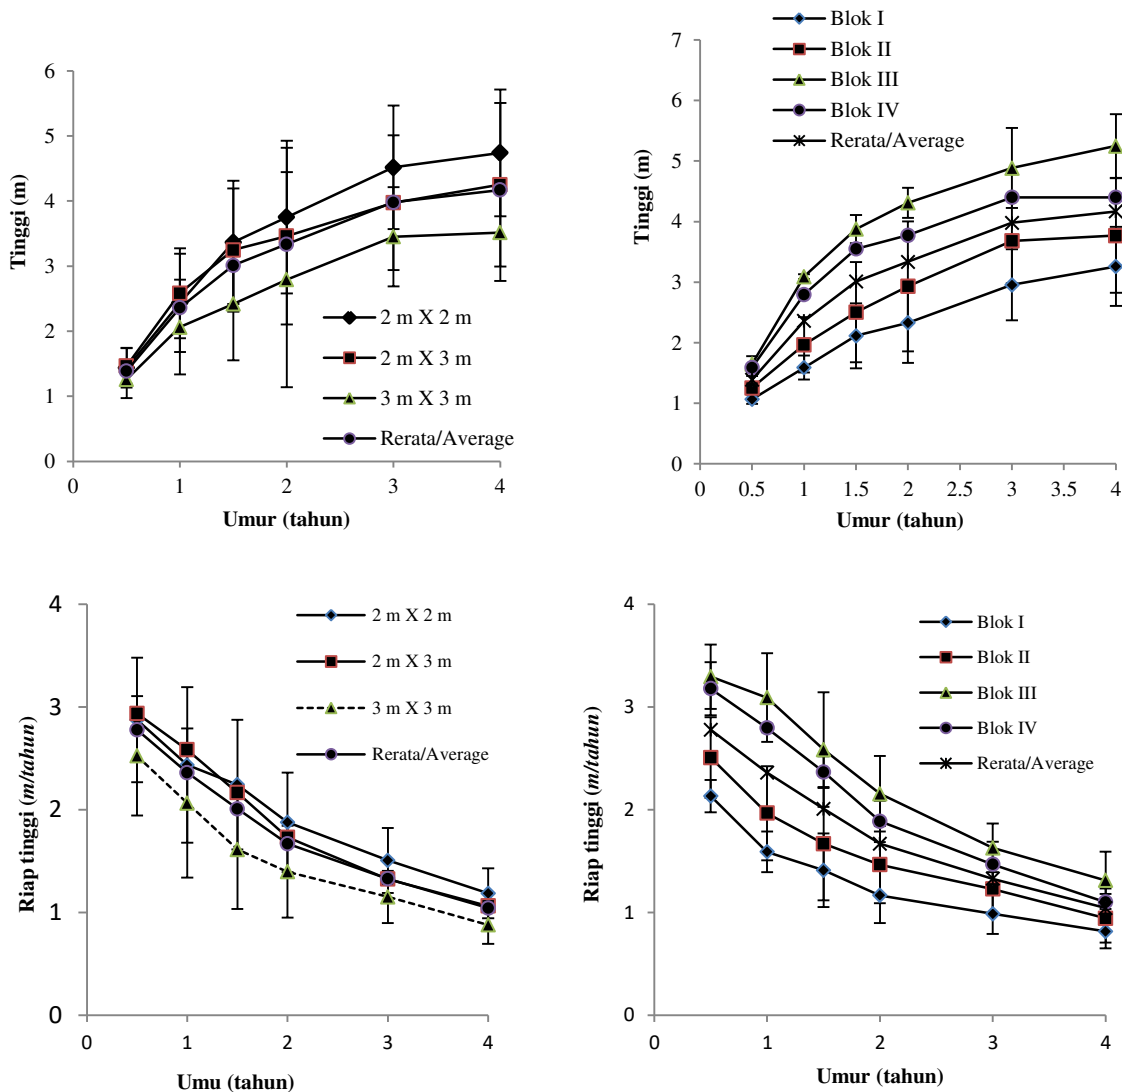 Tinggi (m)
6
5
4
3
2
1
0
0
1
2
3
4
Umur (tahun)
2 m X 2 m
2 m X 3 m
3 m X 3 m
Rerata/Average
Blok I
Blok II
Blok III
Blok IV
Rerata/Average
Tinggi (m)
7
6
5
4
3
2
1
0
0
0.5
1
1.5
2
2.5
3
3.5
4
Umur (tahun)
Riap tinggi (m/tahun)
4
3
2
1
0
0
1
2
3
4
Umu (tahun)
2 m X 2 m
2 m X 3 m
3 m X 3 m
Rerata/Average
Riap tinggi (m/tahun)
4
3
2
1
0
0
1
2
3
4
Umur (tahun)
Blok I
Blok II
Blok III
Blok IV
Rerata/Average